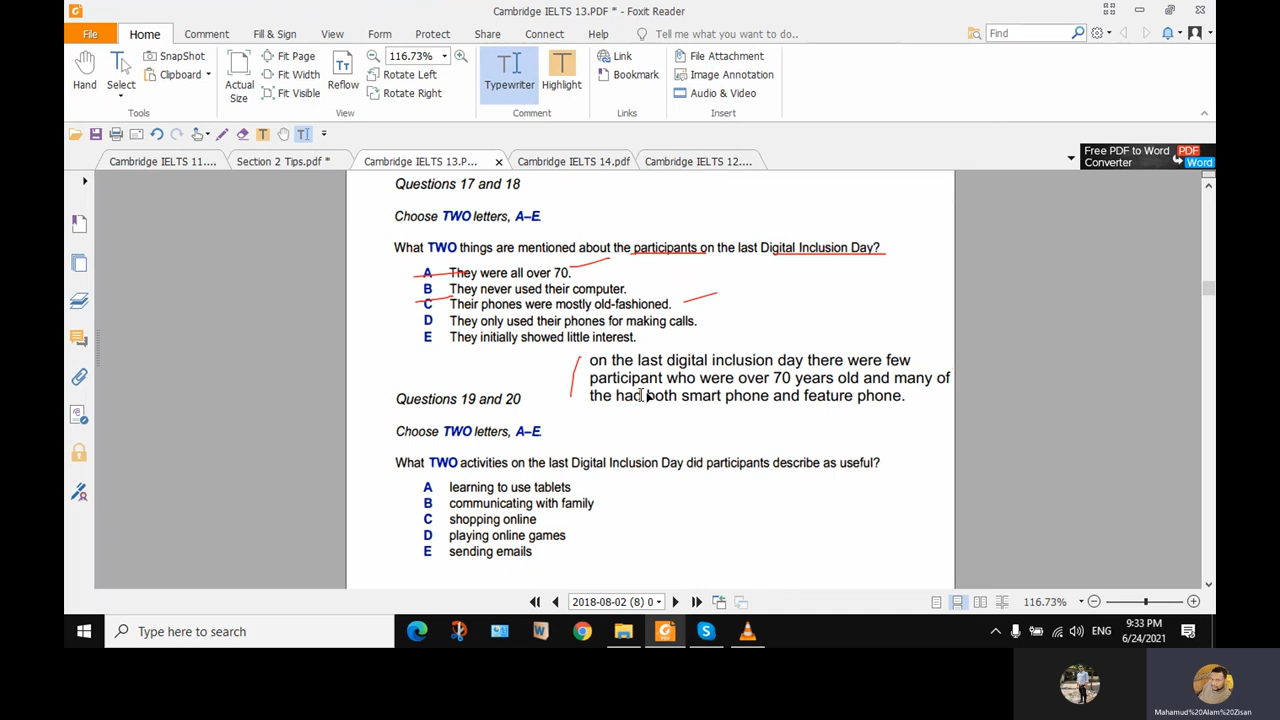 Cambridge IELTS 13.PDF * - Foxit Reader
File Home Comment Fill & Sign View Form Protect Share Connect Help Tell me what you want to do.. Find
Hand
Select
SnapShot
Clipboard
Tools
Actual Size
Fit Page
Fit Width
Fit Visible
Reflow
116.73%
Rotate Left
Rotate Right
View
Typewriter
Highlight
Comment
Link
Bookmark
Links
File Attachment
Image Annotation
Audio & Video
Insert
Cambridge IELTS 11.... Section 2 Tips.pdf * Cambridge IELTS 13.P... Cambridge IELTS 14.pdf Cambridge IELTS 12....
Free PDF to Word
Converter
PDF
Word
Questions 17 and 18
Choose TWO letters, A–E.
What TWO things are mentioned about the participants on the last Digital Inclusion Day?
A They were all over 70.
B They never used their computer.
C Their phones were mostly old-fashioned.
D They only used their phones for making calls.
E They initially showed little interest.
on the last digital inclusion day there were few
participant who were over 70 years old and many of
the had both smart phone and feature phone.
Questions 19 and 20
Choose TWO letters, A–E.
What TWO activities on the last Digital Inclusion Day did participants describe as useful?
A learning to use tablets
B communicating with family
C shopping online
D playing online games
E sending emails
2018-08-02 (8) 0
116.73%
Type here to search
ENG
9:33 PM
6/24/2021
Mahamud%20Alam%20Zisan